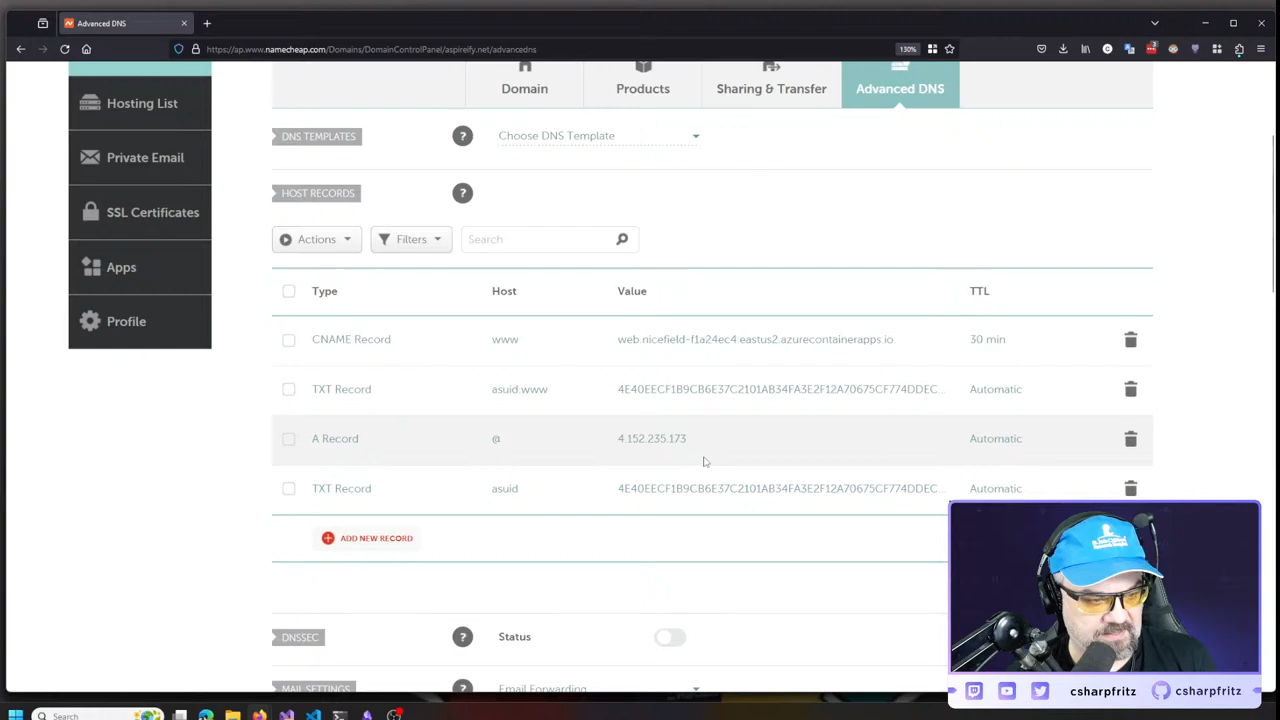 Advanced DNS
https://ap.www.namecheap.com/Domains/DomainControlPanel/aspireify.net/advancedns
130%
Hosting List
Private Email
SSL Certificates
Apps
Profile
Domain
Products
Sharing & Transfer
Advanced DNS
DNS TEMPLATES
?
Choose DNS Template
HOST RECORDS
?
Actions
Filters
Search
Type
Host
Value
TTL
CNAME Record
www
web.nicefield-f1a24ec4.eastus2.azurecontainerapps.io.
30 min
TXT Record
asuid.www
4E40EECF1B9CB6E37C2101AB34FA3E2F12A70675CF774DDEC...
Automatic
A Record
@
4.152.235.173
Automatic
TXT Record
asuid
4E40EECF1B9CB6E37C2101AB34FA3E2F12A70675CF774DDEC...
Automatic
ADD NEW RECORD
DNSSEC
?
Status
MAIL SETTINGS
?
Email Forwarding
csharpfritz
csharpfritz
Search